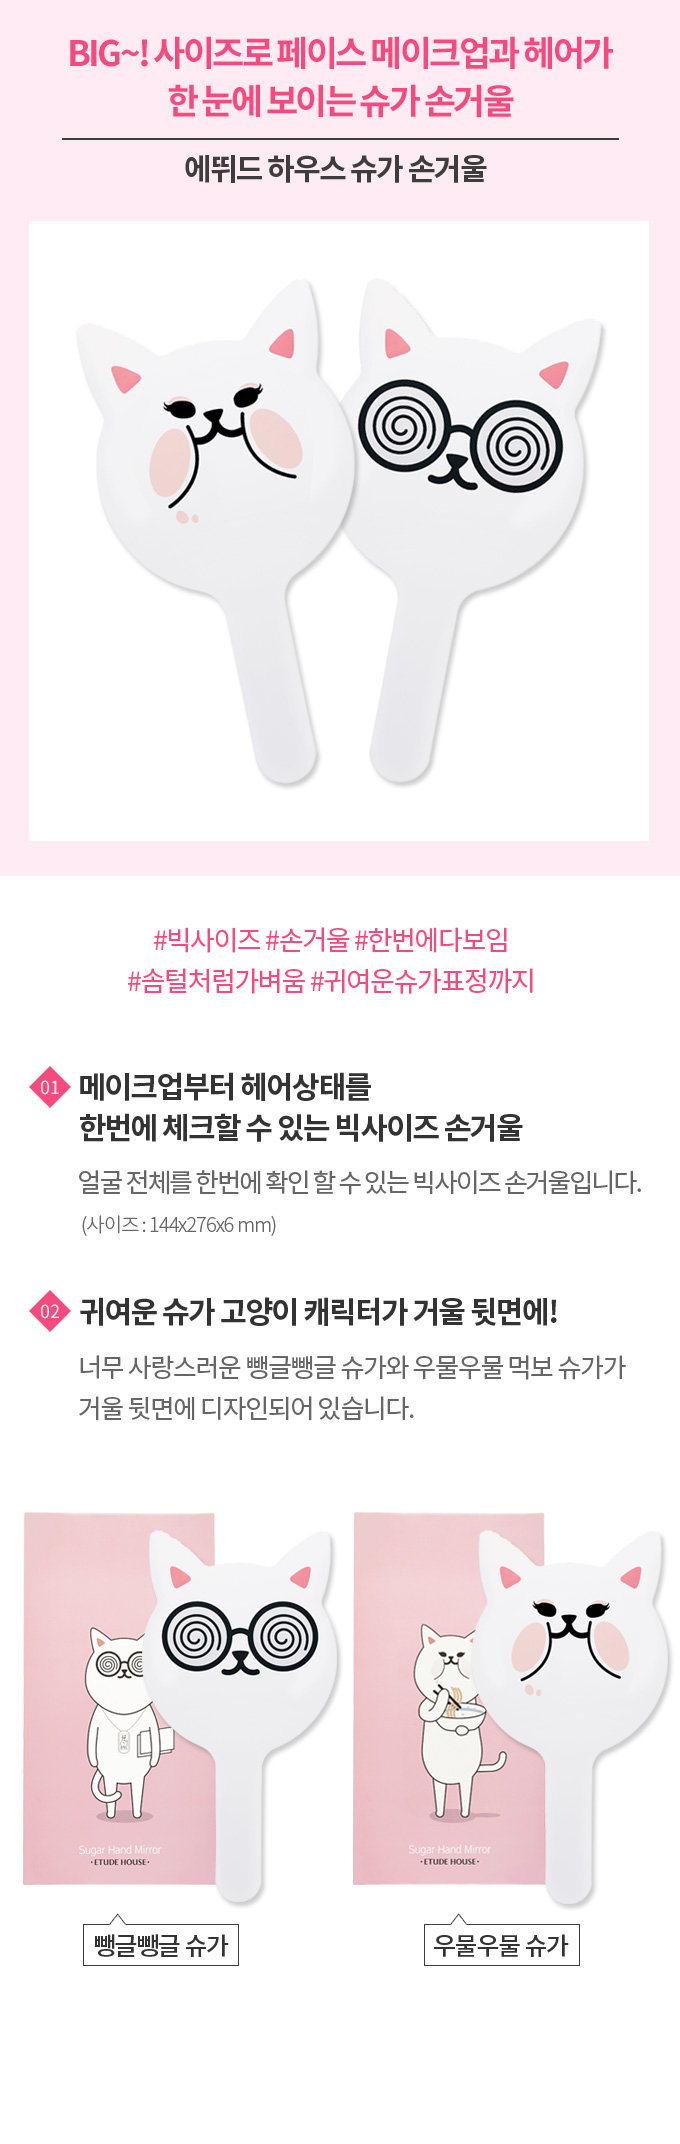 BIG~! 사이즈로 페이스 메이크업과 헤어가
한 눈에 보이는 슈가 손거울
에뛰드 하우스 슈가 손거울
#빅사이즈 #손거울 #한번에다보임
#솜털처럼가벼움 #귀여운슈가표정까지
01 메이크업부터 헤어상태를
한번에 체크할 수 있는 빅사이즈 손거울
얼굴 전체를 한번에 확인 할 수 있는 빅사이즈 손거울입니다.
(사이즈 : 144x276x6 mm)
02 귀여운 슈가 고양이 캐릭터가 거울 뒷면에!
너무 사랑스러운 뺑글뺑글 슈가와 우물우물 먹보 슈가가
거울 뒷면에 디자인되어 있습니다.
Sugar Hand Mirror
·ETUDE HOUSE·
Sugar Hand Mirror
·ETUDE HOUSE·
뺑글뺑글 슈가
우물우물 슈가